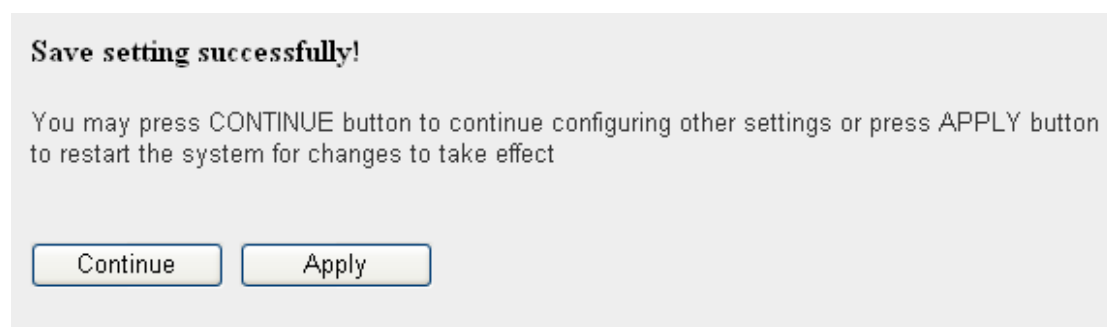 Save setting successfully!
You may press CONTINUE button to continue configuring other settings or press APPLY button
to restart the system for changes to take effect
Continue Apply